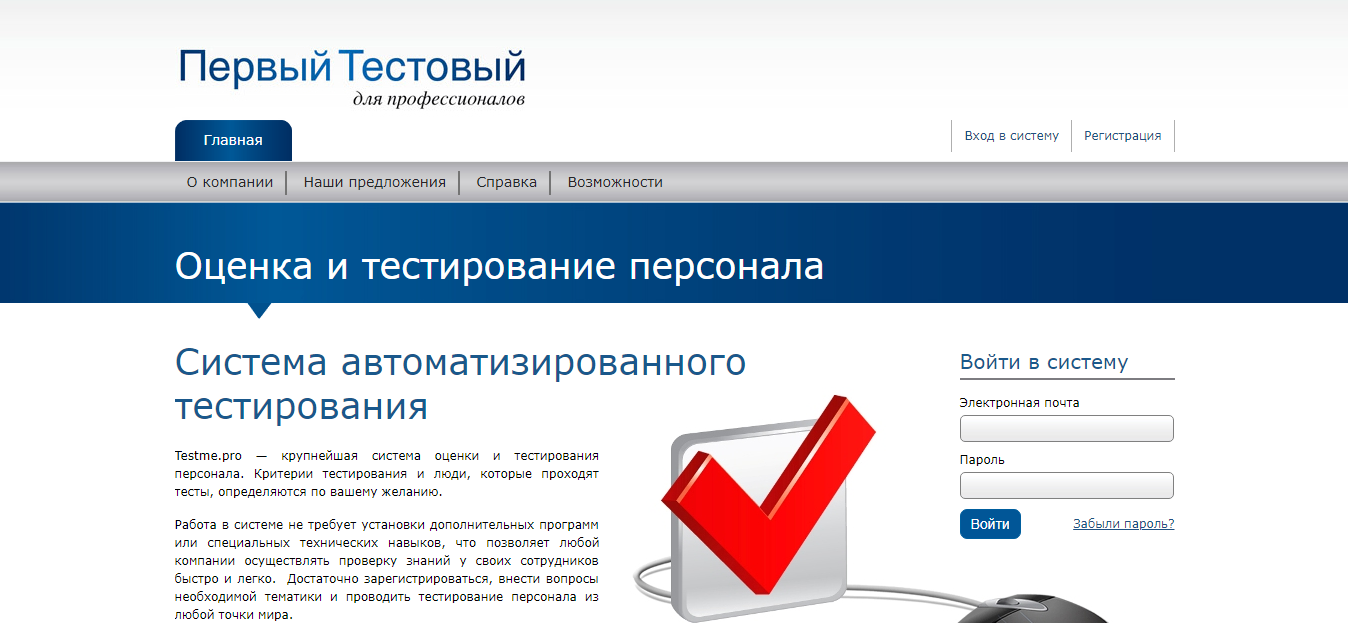 Первый Тестовый
для профессионалов
Главная
Вход в систему
Регистрация
О компании
Наши предложения
Справка
Возможности
Оценка и тестирование персонала
Система автоматизированного
тестирования
Testme.pro — крупнейшая система оценки и тестирования
персонала. Критерии тестирования и люди, которые проходят
тесты, определяются по вашему желанию.
Работа в системе не требует установки дополнительных программ
или специальных технических навыков, что позволяет любой
компании осуществлять проверку знаний у своих сотрудников
быстро и легко. Достаточно зарегистрироваться, внести вопросы
необходимой тематики и проводить тестирование персонала из
любой точки мира.
Войти в систему
Электронная почта
Пароль
Войти
Забыли пароль?